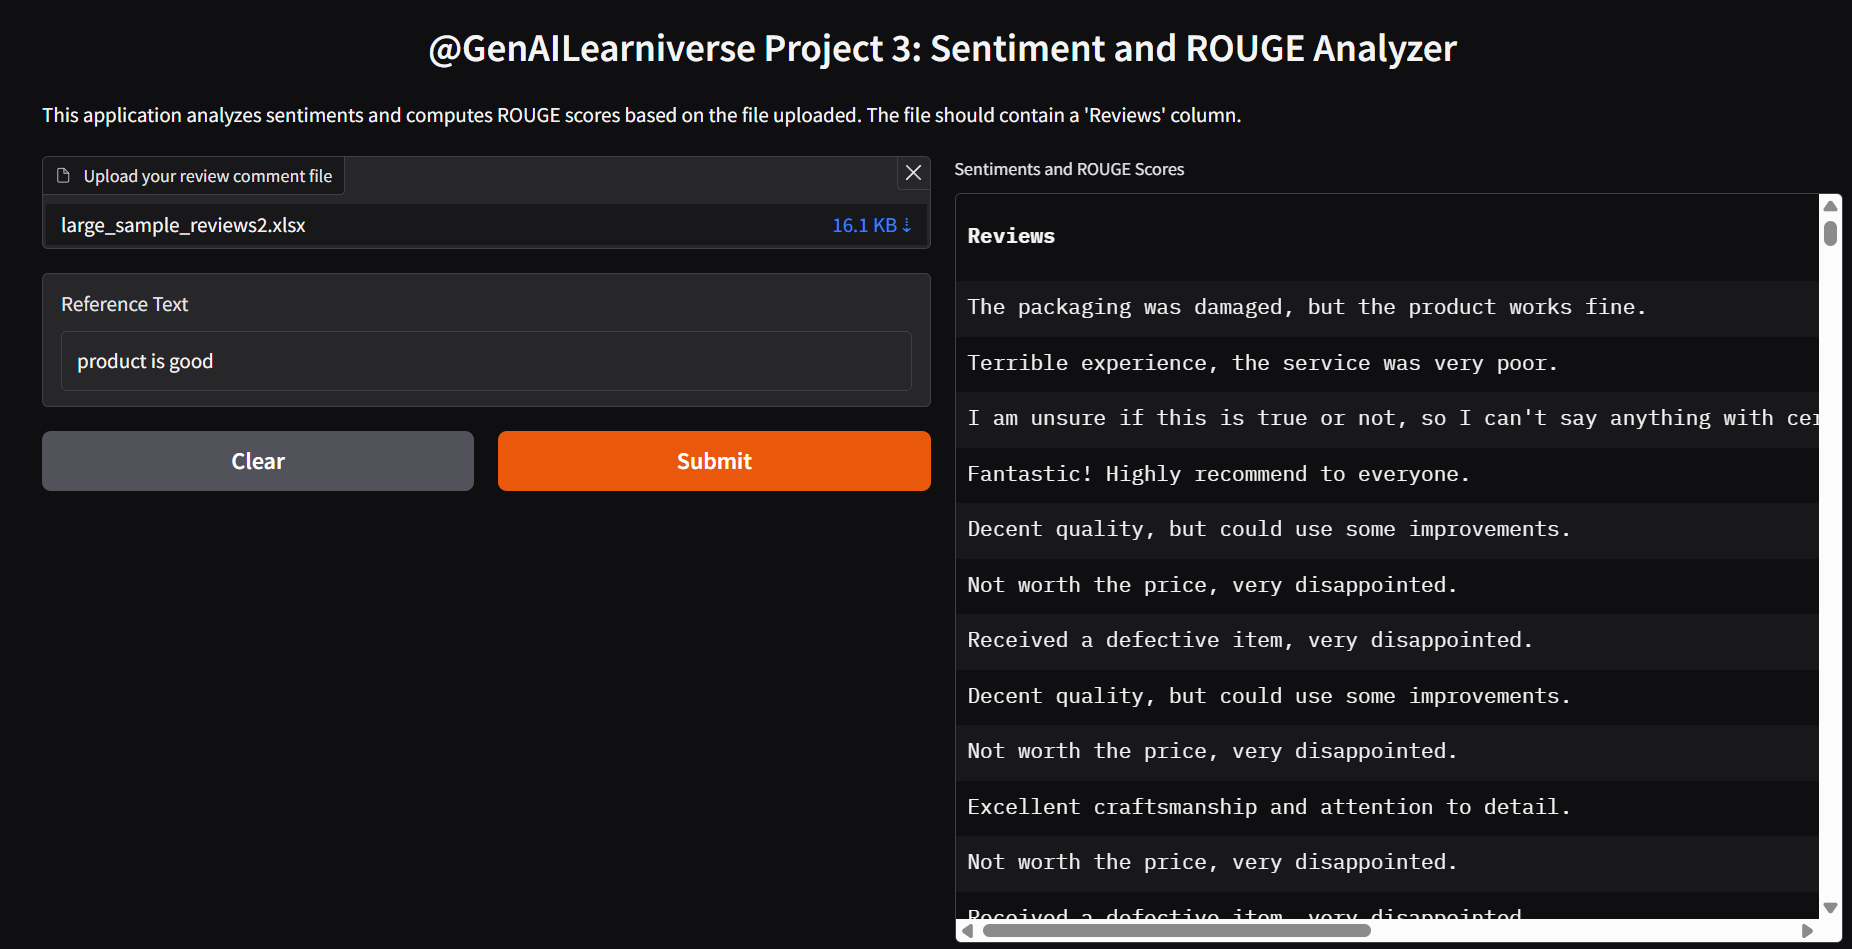 @GenAILearniverse Project 3: Sentiment and ROUGE Analyzer
This application analyzes sentiments and computes ROUGE scores based on the file uploaded. The file should contain a 'Reviews' column.
Upload your review comment file
large_sample_reviews2.xlsx 16.1 KB ⇣
Reference Text
product is good
Clear Submit
Sentiments and ROUGE Scores
Reviews
The packaging was damaged, but the product works fine.
Terrible experience, the service was very poor.
I am unsure if this is true or not, so I can't say anything with
Fantastic! Highly recommend to everyone.
Decent quality, but could use some improvements.
Not worth the price, very disappointed.
Received a defective item, very disappointed.
Decent quality, but could use some improvements.
Not worth the price, very disappointed.
Excellent craftsmanship and attention to detail.
Not worth the price, very disappointed.
Received a defective item, very disappointed.